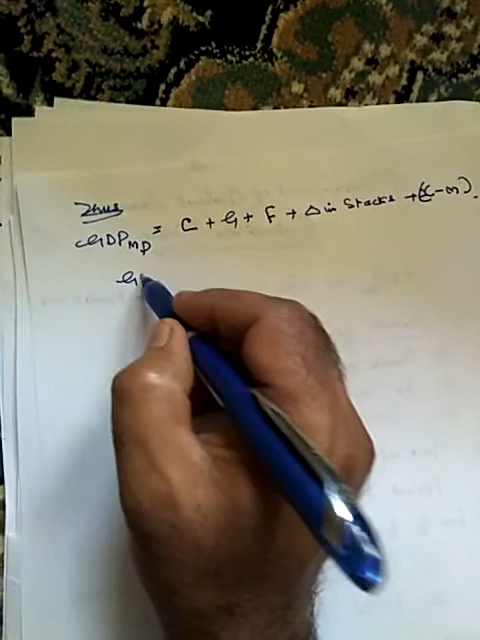 Thus
GDPMP = C + G + F + Δ in Stocks + (X-m).
G